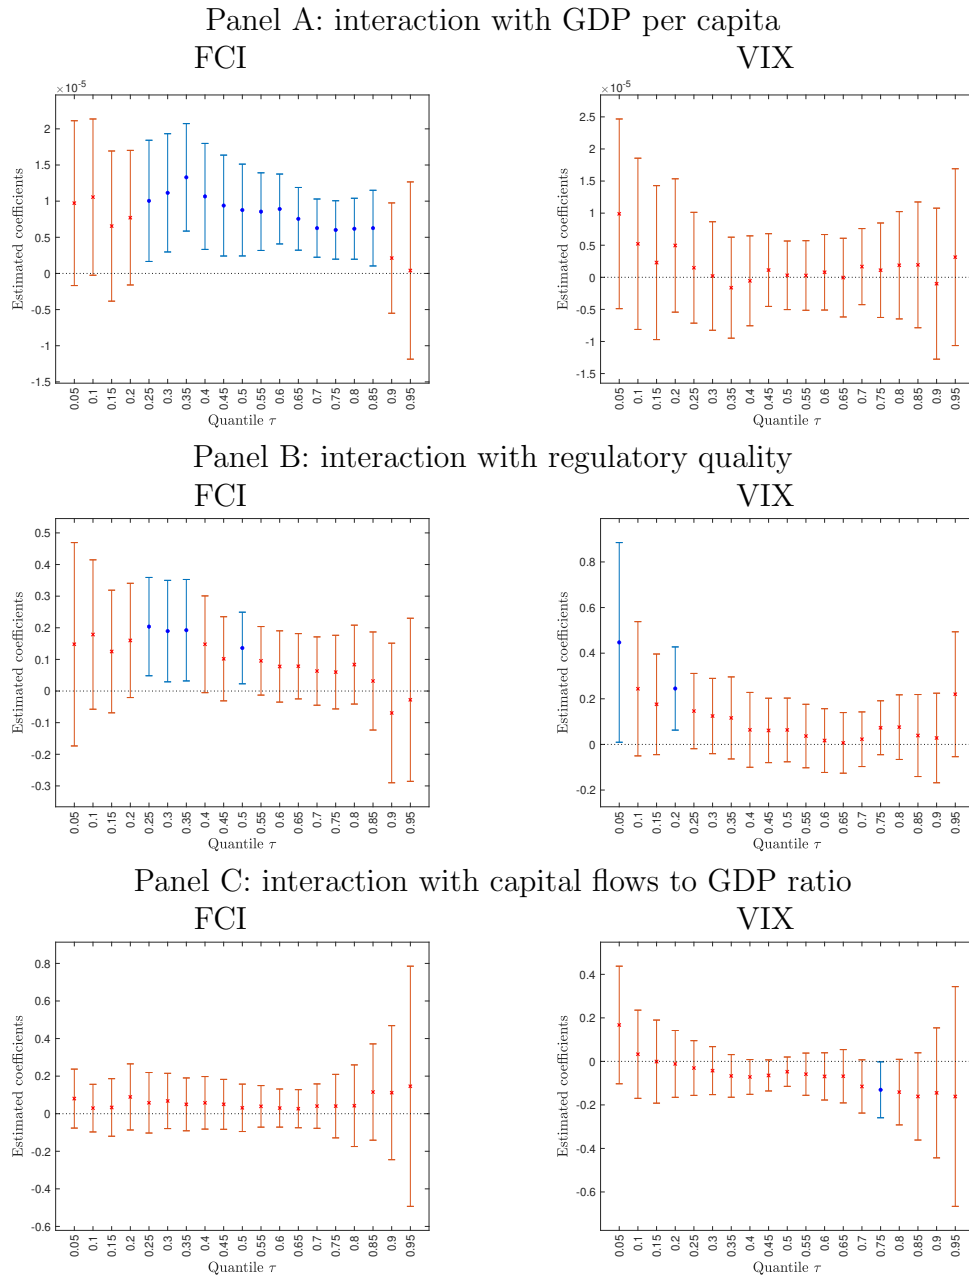 Panel A: interaction with GDP per capita
FCI VIX
×10^-5 ×10^-5
Estimated coefficients
2
1.5
1
0.5
0
-0.5
-1
-1.5
0.05 0.1 0.15 0.2 0.25 0.3 0.35 0.4 0.45 0.5 0.55 0.6 0.65 0.7 0.75 0.8 0.85 0.9 0.95
Quantile τ
Estimated coefficients
2.5
2
1.5
1
0.5
0
-0.5
-1
-1.5
0.05 0.1 0.15 0.2 0.25 0.3 0.35 0.4 0.45 0.5 0.55 0.6 0.65 0.7 0.75 0.8 0.85 0.9 0.95
Quantile τ
Panel B: interaction with regulatory quality
FCI VIX
Estimated coefficients
0.5
0.4
0.3
0.2
0.1
0
-0.1
-0.2
-0.3
0.05 0.1 0.15 0.2 0.25 0.3 0.35 0.4 0.45 0.5 0.55 0.6 0.65 0.7 0.75 0.8 0.85 0.9 0.95
Quantile τ
Estimated coefficients
0.8
0.6
0.4
0.2
0
-0.2
0.05 0.1 0.15 0.2 0.25 0.3 0.35 0.4 0.45 0.5 0.55 0.6 0.65 0.7 0.75 0.8 0.85 0.9 0.95
Quantile τ
Panel C: interaction with capital flows to GDP ratio
FCI VIX
Estimated coefficients
0.8
0.6
0.4
0.2
0
-0.2
-0.4
-0.6
0.05 0.1 0.15 0.2 0.25 0.3 0.35 0.4 0.45 0.5 0.55 0.6 0.65 0.7 0.75 0.8 0.85 0.9 0.95
Quantile τ
Estimated coefficients
0.4
0.2
0
-0.2
-0.4
-0.6
0.05 0.1 0.15 0.2 0.25 0.3 0.35 0.4 0.45 0.5 0.55 0.6 0.65 0.7 0.75 0.8 0.85 0.9 0.95
Quantile τ